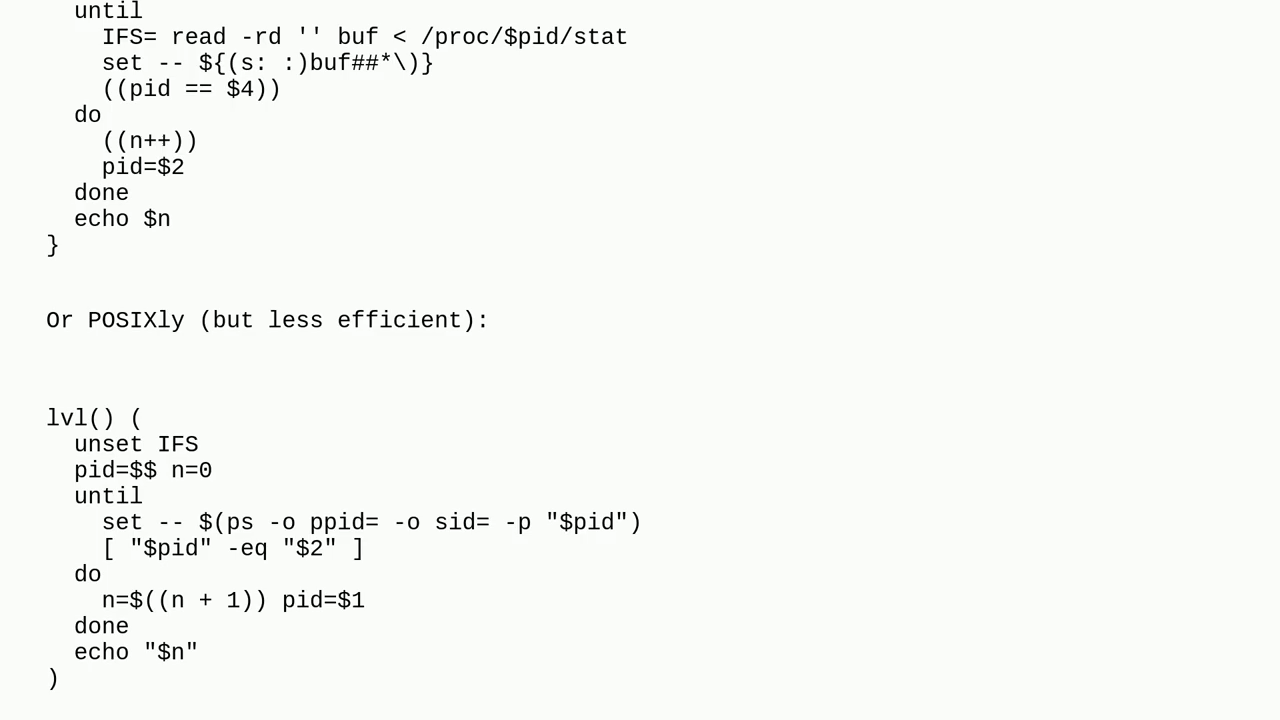 until
IFS= read -rd '' buf < /proc/$pid/stat
set -- ${(s: :)buf##*\)}
((pid == $4))
do
((n++))
pid=$2
done
echo $n
}
Or POSIXly (but less efficient):
lvl() (
unset IFS
pid=$$ n=0
until
set -- $(ps -o ppid= -o sid= -p "$pid")
[ "$pid" -eq "$2" ]
do
n=$((n + 1)) pid=$1
done
echo "$n"
)